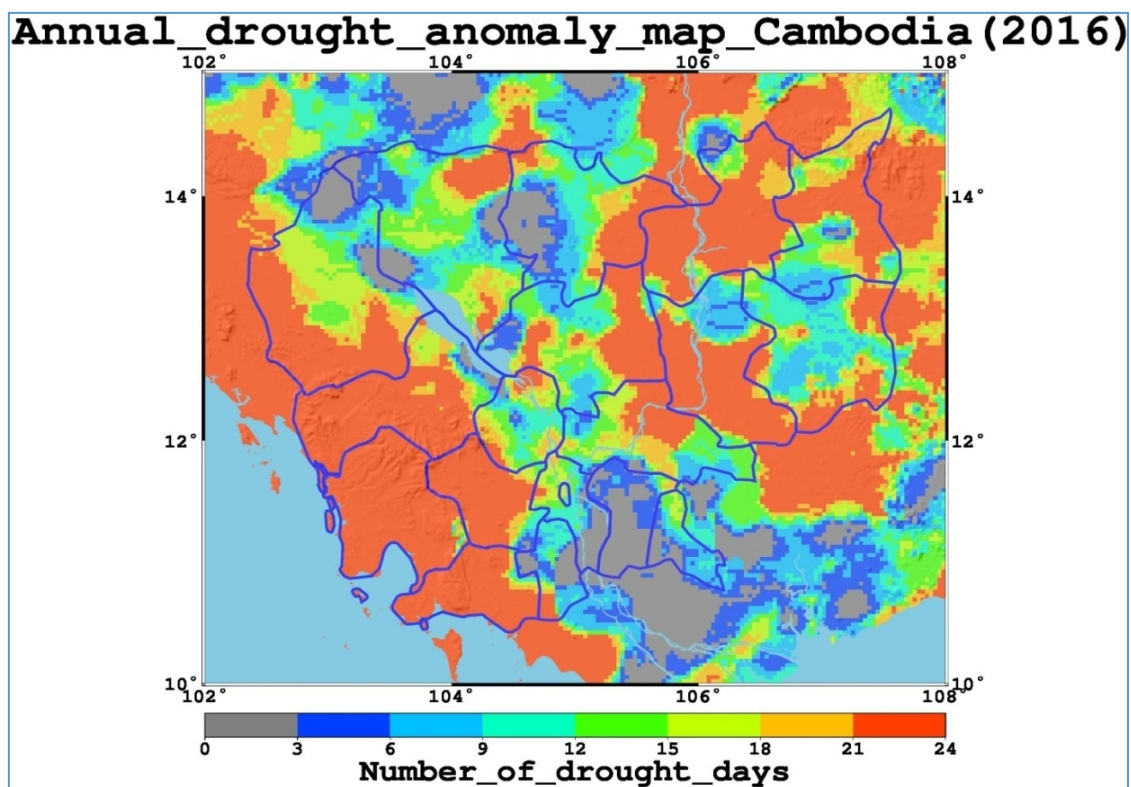 Annual_drought_anomaly_map_Cambodia(2016)
102° 104° 106° 108°
14° 14°
12° 12°
10° 10°
102° 104° 106° 108°
0 3 6 9 12 15 18 21 24
Number_of_drought_days